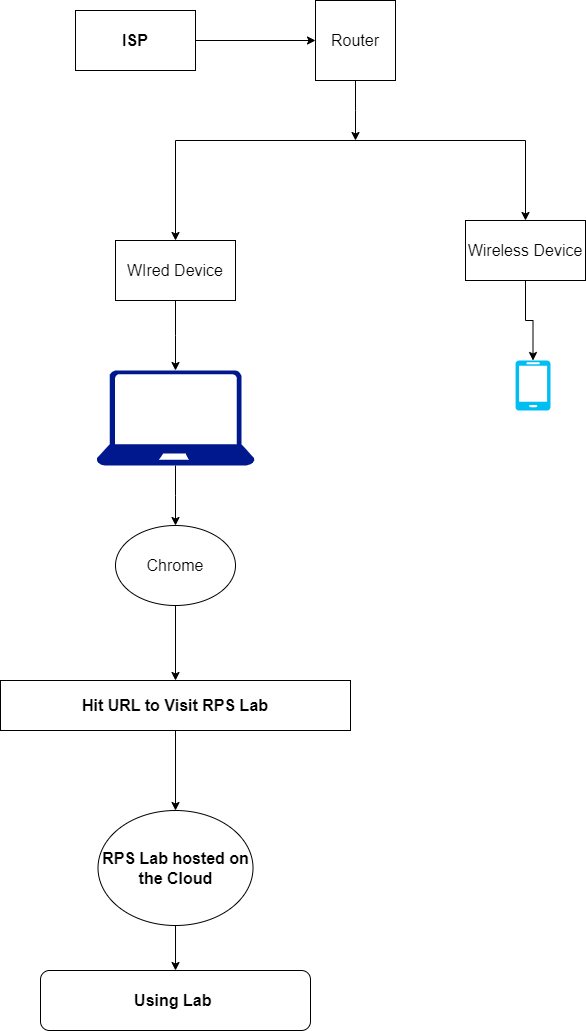 ISP
Router
WIred Device
Wireless Device
Chrome
Hit URL to Visit RPS Lab
RPS Lab hosted on
the Cloud
Using Lab